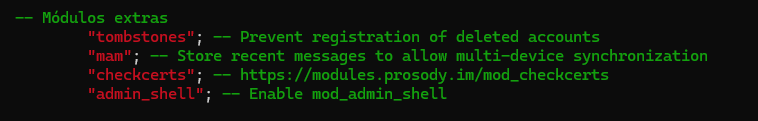 -- Módulos extras
"tombstones"; -- Prevent registration of deleted accounts
"mam"; -- Store recent messages to allow multi-device synchronization
"checkcerts"; -- https://modules.prosody.im/mod_checkcerts
"admin_shell"; -- Enable mod_admin_shell